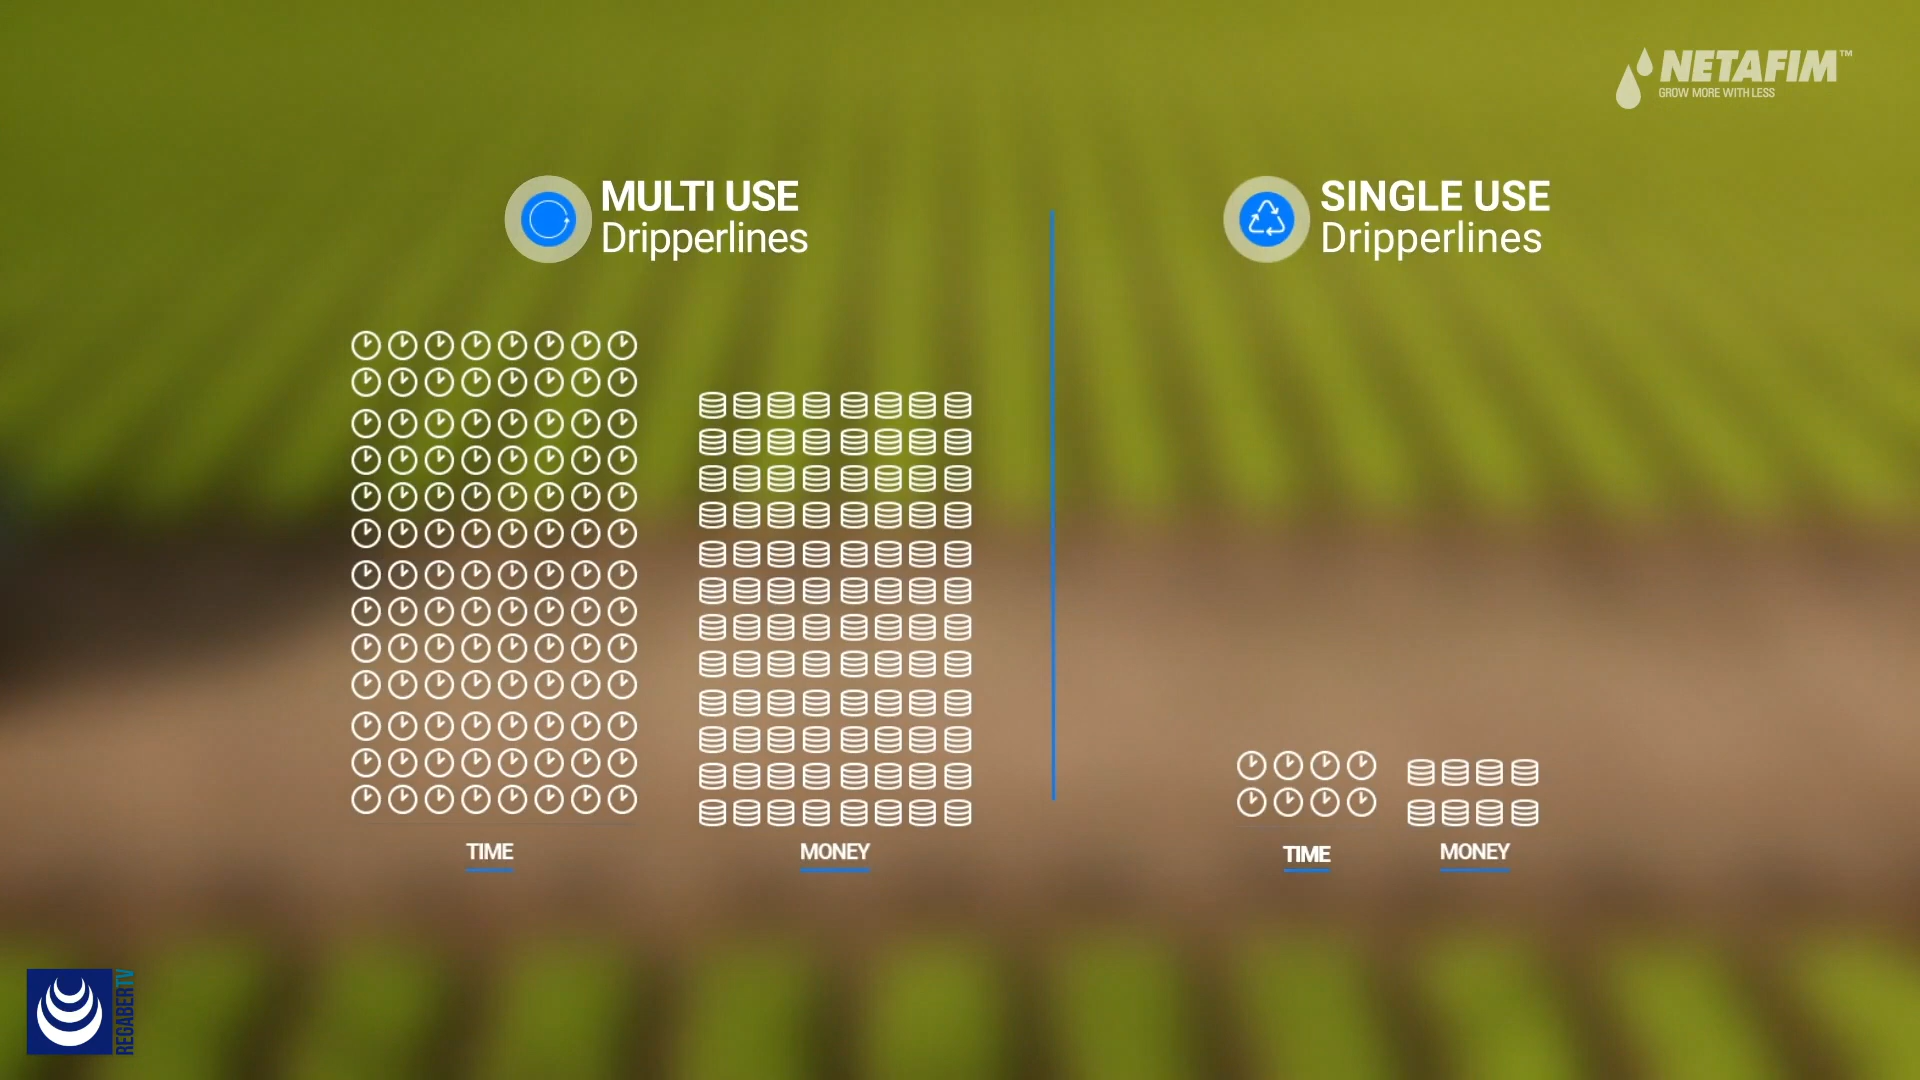 NETAFIM™
GROW MORE WITH LESS
MULTI USE
Dripperlines
SINGLE USE
Dripperlines
TIME
MONEY
TIME
MONEY
REGABERTV